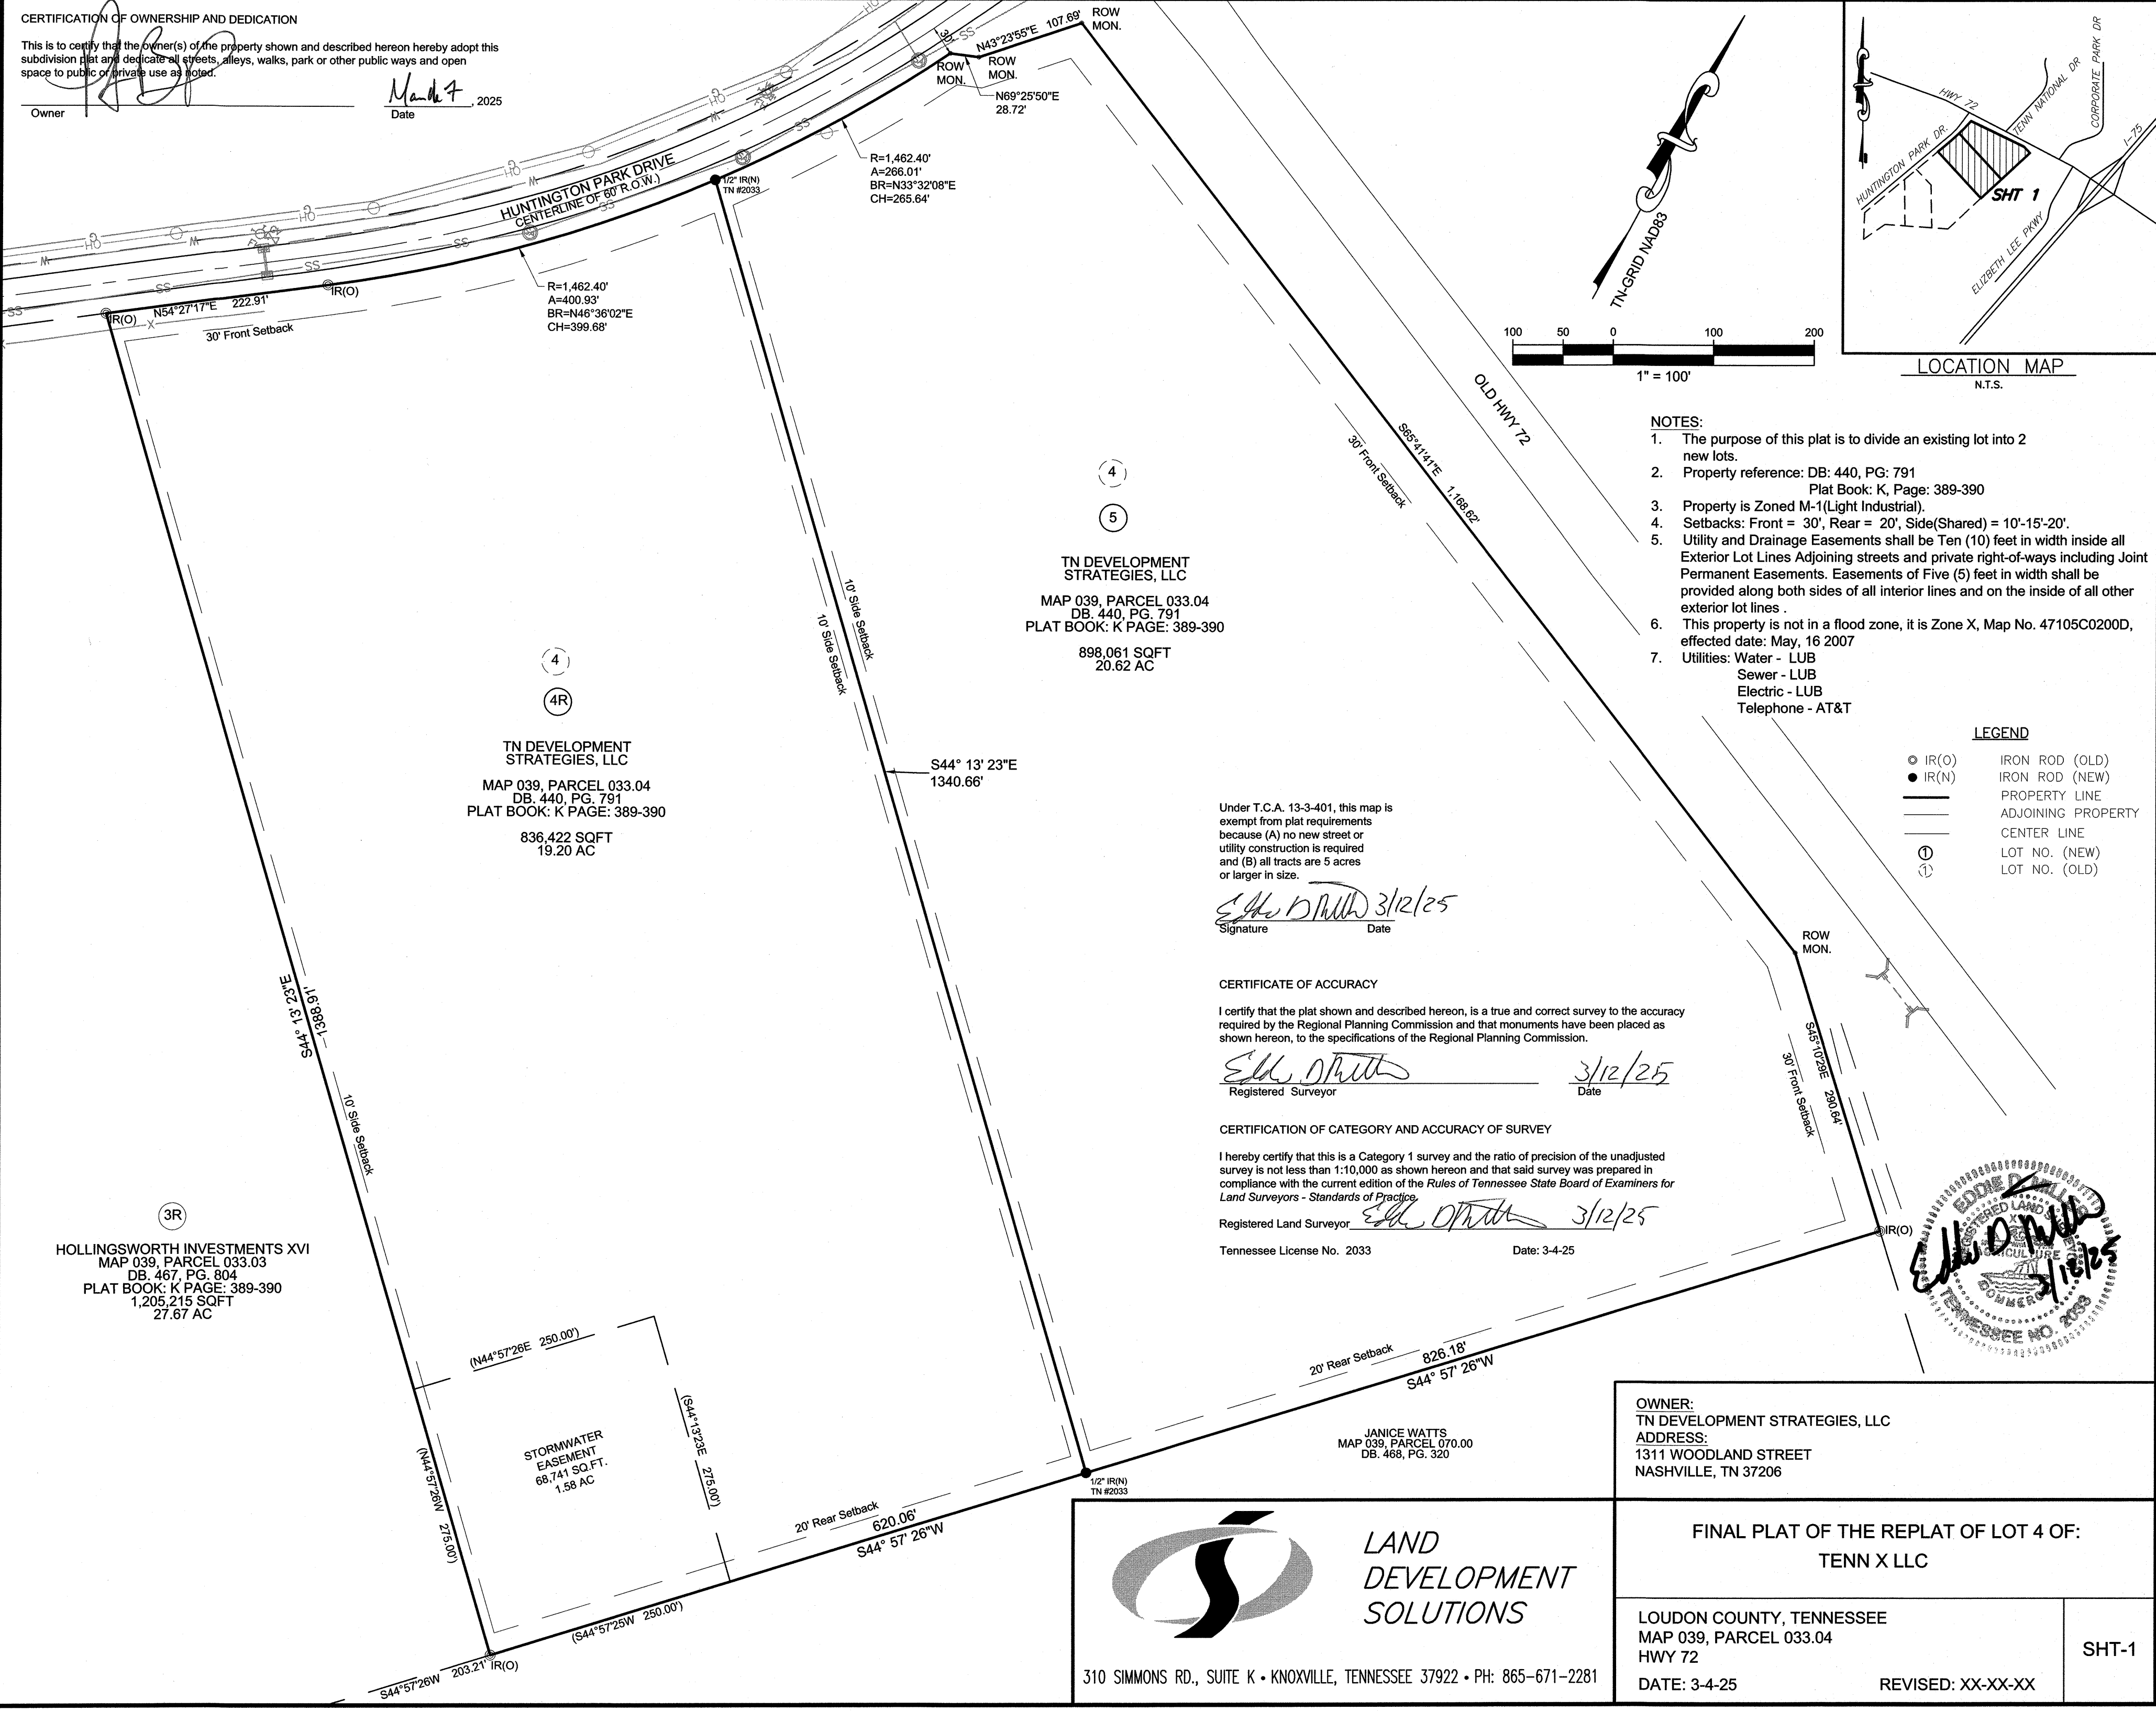 CERTIFICATION OF OWNERSHIP AND DEDICATION
This is to certify that the owner(s) of the property shown and described hereon hereby adopt this
subdivision plat and dedicate all streets, alleys, walks, park or other public ways and open
space to public or private use as noted.
Owner
, 2025
Date
OH
SS
W
HUNTINGTON PARK DRIVE
(CENTERLINE OF 60' R.O.W.)
IR(O)
N54°27'17"E 222.91'
IR(O)
X
30' Front Setback
R=1,462.40'
A=400.93'
BR=N46°36'02"E
CH=399.68'
1/2" IR(N)
TN #2033
R=1,462.40'
A=266.01'
BR=N33°32'08"E
CH=265.64'
30'
ROW
MON.
ROW
MON.
N69°25'50"E
28.72'
N43°23'55"E 107.69'
ROW
MON.
OLD HWY 72
S65°41'41"E 1,168.62'
30' Front Setback
TN-GRID NAD83
100 50 0 100 200
1" = 100'
HWY 72
TENN NATIONAL DR
CORPORATE PARK DR
HUNTINGTON PARK DR.
I-75
SHT 1
ELIZBETH LEE PKWY
LOCATION MAP
N.T.S.
NOTES:
1. The purpose of this plat is to divide an existing lot into 2
new lots.
2. Property reference: DB: 440, PG: 791
Plat Book: K, Page: 389-390
3. Property is Zoned M-1(Light Industrial).
4. Setbacks: Front = 30', Rear = 20', Side(Shared) = 10'-15'-20'.
5. Utility and Drainage Easements shall be Ten (10) feet in width inside all
Exterior Lot Lines Adjoining streets and private right-of-ways including Joint
Permanent Easements. Easements of Five (5) feet in width shall be
provided along both sides of all interior lines and on the inside of all other
exterior lot lines .
6. This property is not in a flood zone, it is Zone X, Map No. 47105C0200D,
effected date: May, 16 2007
7. Utilities: Water - LUB
Sewer - LUB
Electric - LUB
Telephone - AT&T
LEGEND
IR(O) IRON ROD (OLD)
IR(N) IRON ROD (NEW)
PROPERTY LINE
ADJOINING PROPERTY
CENTER LINE
1 LOT NO. (NEW)
1 LOT NO. (OLD)
4
5
TN DEVELOPMENT
STRATEGIES, LLC
MAP 039, PARCEL 033.04
DB. 440, PG. 791
PLAT BOOK: K PAGE: 389-390
898,061 SQFT
20.62 AC
10' Side Setback
10' Side Setback
4
4R
TN DEVELOPMENT
STRATEGIES, LLC
MAP 039, PARCEL 033.04
DB. 440, PG. 791
PLAT BOOK: K PAGE: 389-390
836,422 SQFT
19.20 AC
S44° 13' 23"E
1340.66'
S44° 13' 23"E
1388.91'
10' Side Setback
Under T.C.A. 13-3-401, this map is
exempt from plat requirements
because (A) no new street or
utility construction is required
and (B) all tracts are 5 acres
or larger in size.
3/12/25
Signature Date
CERTIFICATE OF ACCURACY
I certify that the plat shown and described hereon, is a true and correct survey to the accuracy
required by the Regional Planning Commission and that monuments have been placed as
shown hereon, to the specifications of the Regional Planning Commission.
3/12/25
Registered Surveyor Date
CERTIFICATION OF CATEGORY AND ACCURACY OF SURVEY
I hereby certify that this is a Category 1 survey and the ratio of precision of the unadjusted
survey is not less than 1:10,000 as shown hereon and that said survey was prepared in
compliance with the current edition of the Rules of Tennessee State Board of Examiners for
Land Surveyors - Standards of Practice.
Registered Land Surveyor 3/12/25
Tennessee License No. 2033 Date: 3-4-25
ROW
MON.
S45°10'29E 290.64'
30' Front Setback
IR(O)
EDDIE D. MILLS
REGISTERED LAND SURVEYOR
AGRICULTURE
COMMERCE
TENNESSEE NO. 2033
3/12/25
3R
HOLLINGSWORTH INVESTMENTS XVI
MAP 039, PARCEL 033.03
DB. 467, PG. 804
PLAT BOOK: K PAGE: 389-390
1,205,215 SQFT
27.67 AC
(N44°57'26E 250.00')
(S44°13'23E 275.00')
STORMWATER
EASEMENT
68,741 SQ.FT.
1.58 AC
(N44°57'26W 275.00')
(S44°57'25W 250.00')
20' Rear Setback
620.06'
S44° 57' 26"W
20' Rear Setback
826.18'
S44° 57' 26"W
1/2" IR(N)
TN #2033
JANICE WATTS
MAP 039, PARCEL 070.00
DB. 468, PG. 320
S44°57'26W 203.21' IR(O)
LAND
DEVELOPMENT
SOLUTIONS
310 SIMMONS RD., SUITE K • KNOXVILLE, TENNESSEE 37922 • PH: 865-671-2281
OWNER:
TN DEVELOPMENT STRATEGIES, LLC
ADDRESS:
1311 WOODLAND STREET
NASHVILLE, TN 37206
FINAL PLAT OF THE REPLAT OF LOT 4 OF:
TENN X LLC
LOUDON COUNTY, TENNESSEE
MAP 039, PARCEL 033.04
HWY 72
DATE: 3-4-25 REVISED: XX-XX-XX
SHT-1